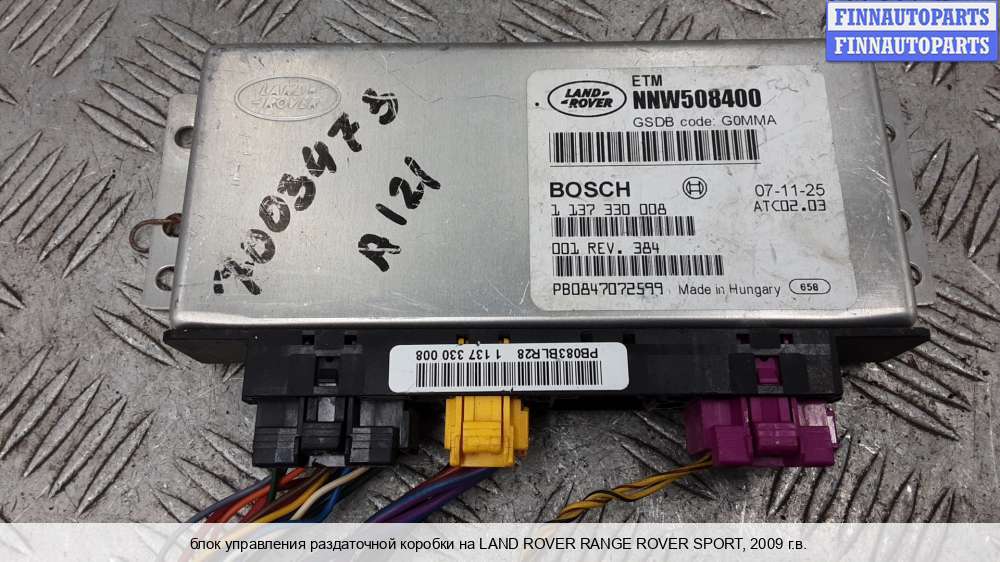 FINNAUTOPARTS
FINNAUTOPARTS
LAND-
-ROVER
7003479
A121
LAND-
-ROVER
ETM
NNW508400
GSDB code: G0MMA
BOSCH
07-11-25
1 137 330 008
ATC02.03
001 REV. 384
PB0847072599
Made in Hungary
658
PB083BLR28 1 137 330 008
блок управления раздаточной коробки на LAND ROVER RANGE ROVER SPORT, 2009 г.в.